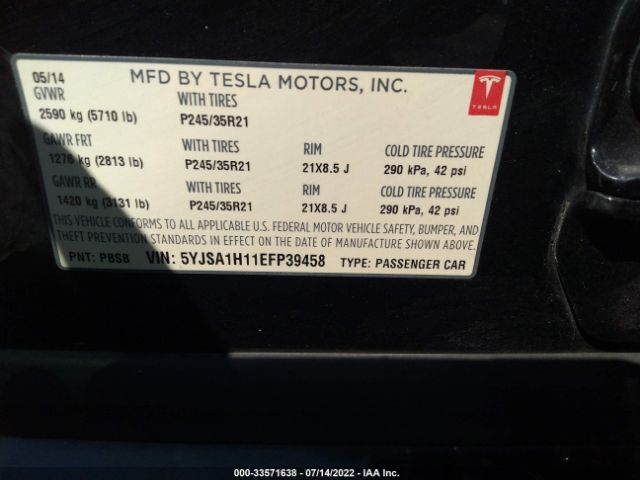 05/14 MFD BY TESLA MOTORS, INC.
TESLA
GVWR WITH TIRES
2590 kg (5710 lb) P245/35R21
GAWR FRT WITH TIRES RIM COLD TIRE PRESSURE
1276 kg (2813 lb) P245/35R21 21X8.5 J 290 kPa, 42 psi
GAWR RR WITH TIRES RIM COLD TIRE PRESSURE
1420 kg (3131 lb) P245/35R21 21X8.5 J 290 kPa, 42 psi
THIS VEHICLE CONFORMS TO ALL APPLICABLE U.S. FEDERAL MOTOR VEHICLE SAFETY, BUMPER, AND
THEFT PREVENTION STANDARDS IN EFFECT ON THE DATE OF MANUFACTURE SHOWN ABOVE.
PNT: PBSB VIN: 5YJSA1H11EFP39458 TYPE: PASSENGER CAR
000-33571638 - 07/14/2022 - IAA Inc.